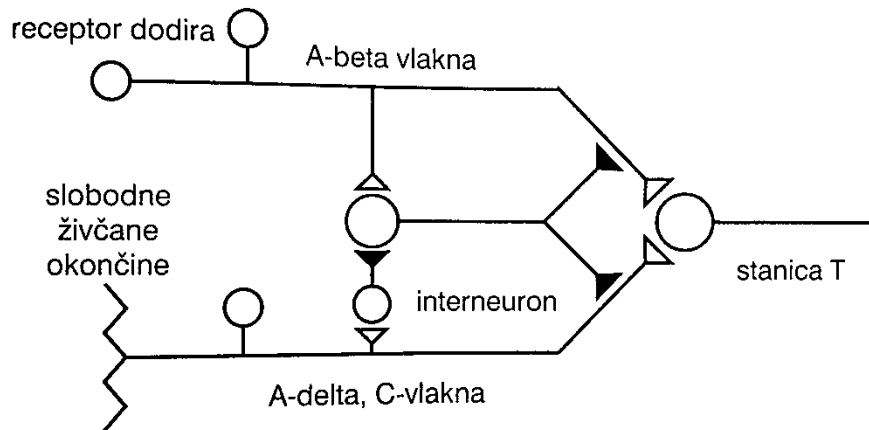 receptor dodira
A-beta vlakna
slobodne
živčane
okončine
interneuron
stanica T
A-delta, C-vlakna